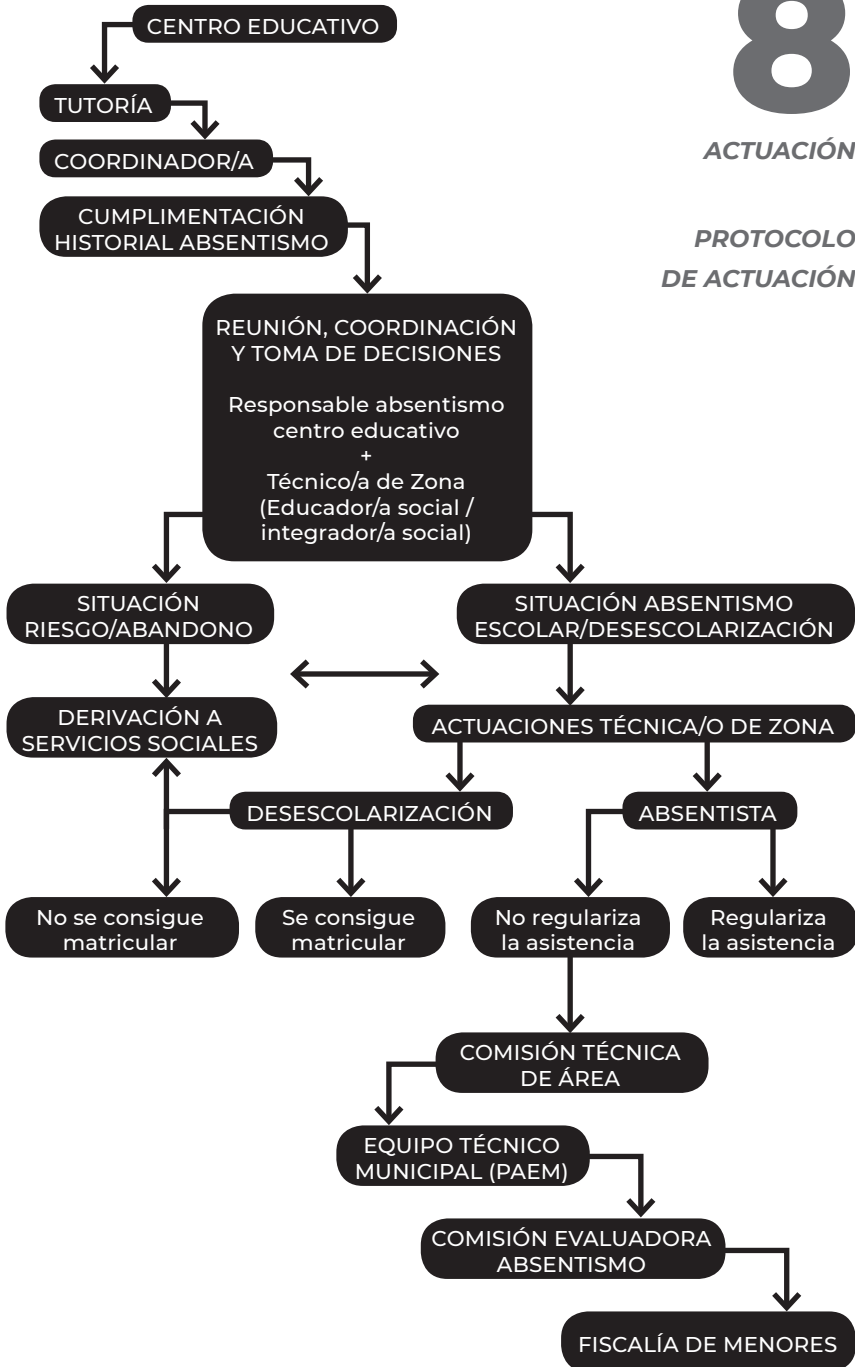 8
ACTUACIÓN
PROTOCOLO
DE ACTUACIÓN
CENTRO EDUCATIVO
TUTORÍA
COORDINADOR/A
CUMPLIMENTACIÓN
HISTORIAL ABSENTISMO
REUNIÓN, COORDINACIÓN
Y TOMA DE DECISIONES
Responsable absentismo
centro educativo
+
Técnico/a de Zona
(Educador/a social /
integrador/a social)
SITUACIÓN
RIESGO/ABANDONO
SITUACIÓN ABSENTISMO
ESCOLAR/DESESCOLARIZACIÓN
DERIVACIÓN A
SERVICIOS SOCIALES
ACTUACIONES TÉCNICA/O DE ZONA
DESESCOLARIZACIÓN
ABSENTISTA
No se consigue
matricular
Se consigue
matricular
No regulariza
la asistencia
Regulariza
la asistencia
COMISIÓN TÉCNICA
DE ÁREA
EQUIPO TÉCNICO
MUNICIPAL (PAEM)
COMISIÓN EVALUADORA
ABSENTISMO
FISCALÍA DE MENORES